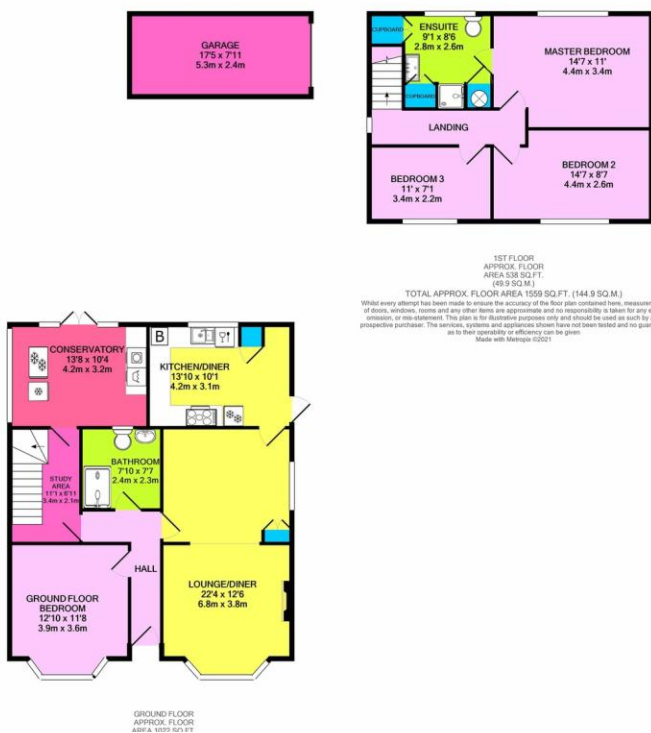 GARAGE
17'5 x 7'11
5.3m x 2.4m
CUPBOARD
ENSUITE
9'1 x 8'6
2.8m x 2.6m
MASTER BEDROOM
14'7 x 11'
4.4m x 3.4m
CUPBOARD
LANDING
BEDROOM 3
11' x 7'1
3.4m x 2.2m
BEDROOM 2
14'7 x 8'7
4.4m x 2.6m
1ST FLOOR
APPROX. FLOOR
AREA 538 SQ.FT.
(49.9 SQ.M.)
TOTAL APPROX. FLOOR AREA 1559 SQ.FT. (144.9 SQ.M.)
Whilst every attempt has been made to ensure the accuracy of the floor plan contained here, measurem
of doors, windows, rooms and any other items are approximate and no responsibility is taken for any e
omission, or mis-statement. This plan is for illustrative purposes only and should be used as such by
prospective purchaser. The services, systems and appliances shown have not been tested and no guar
as to their operability or efficiency can be given
Made with Metropix ©2021
CONSERVATORY
13'8 x 10'4
4.2m x 3.2m
B
KITCHEN/DINER
13'10 x 10'1
4.2m x 3.1m
BATHROOM
7'10 x 7'7
2.4m x 2.3m
STUDY
AREA
11'1 x 6'11
3.4m x 2.1m
HALL
GROUND FLOOR
BEDROOM
12'10 x 11'8
3.9m x 3.6m
LOUNGE/DINER
22'4 x 12'6
6.8m x 3.8m
GROUND FLOOR
APPROX. FLOOR
AREA 1022 SQ.FT.